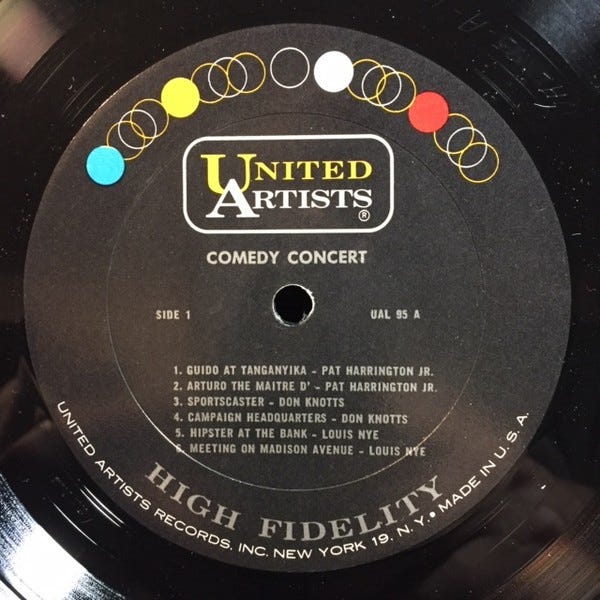 UNITED
ARTISTS
®
COMEDY CONCERT
SIDE 1
UAL 95 A
1. GUIDO AT TANGANYIKA – PAT HARRINGTON JR.
2. ARTURO THE MAITRE D' – PAT HARRINGTON JR.
3. SPORTSCASTER – DON KNOTTS
4. CAMPAIGN HEADQUARTERS – DON KNOTTS
5. HIPSTER AT THE BANK – LOUIS NYE
6. MEETING ON MADISON AVENUE – LOUIS NYE
HIGH FIDELITY
UNITED ARTISTS RECORDS, INC. NEW YORK 19, N. Y. • MADE IN U. S. A.